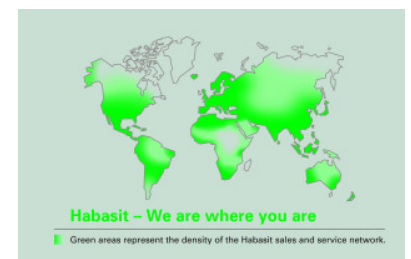 Habasit – We are where you are
Green areas represent the density of the Habasit sales and service network.